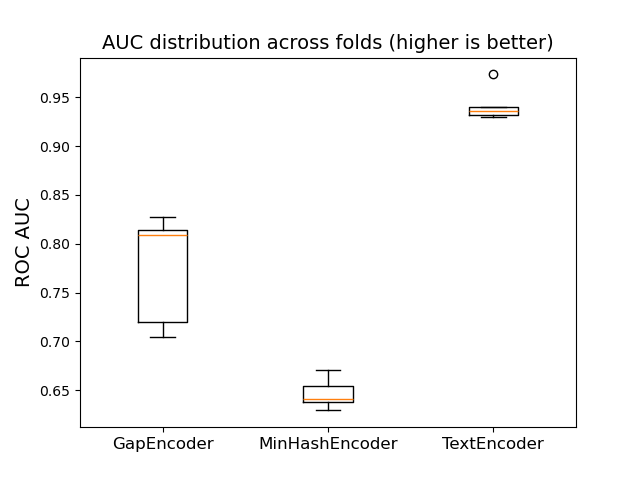 AUC distribution across folds (higher is better)
ROC AUC
0.95
0.90
0.85
0.80
0.75
0.70
0.65
GapEncoder MinHashEncoder TextEncoder